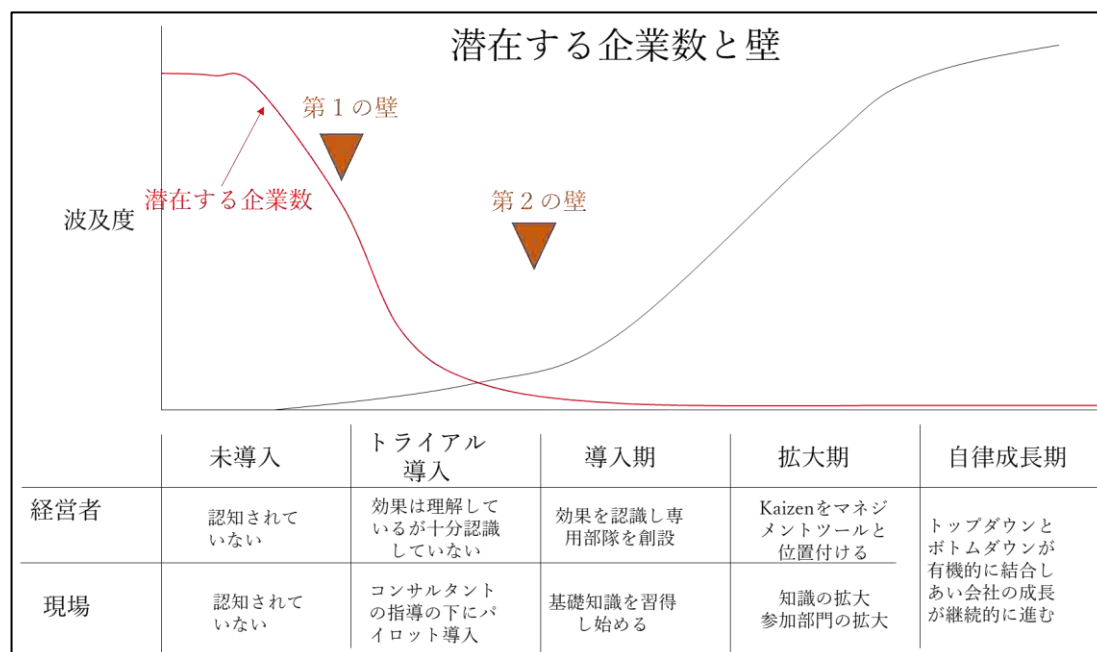 潜在する企業数と壁
第1の壁
潜在する企業数
第2の壁
波及度
未導入
トライアル
導入
導入期
拡大期
自律成長期
経営者
認知されて
いない
効果は理解して
いるが十分認識
していない
効果を認識し専
用部隊を創設
Kaizenをマネジ
メントツールと
位置付ける
トップダウンと
ボトムダウンが
有機的に結合し
あい会社の成長
が継続的に進む
現場
認知されて
いない
コンサルタント
の指導の下にパ
イロット導入
基礎知識を習得
し始める
知識の拡大
参加部門の拡大